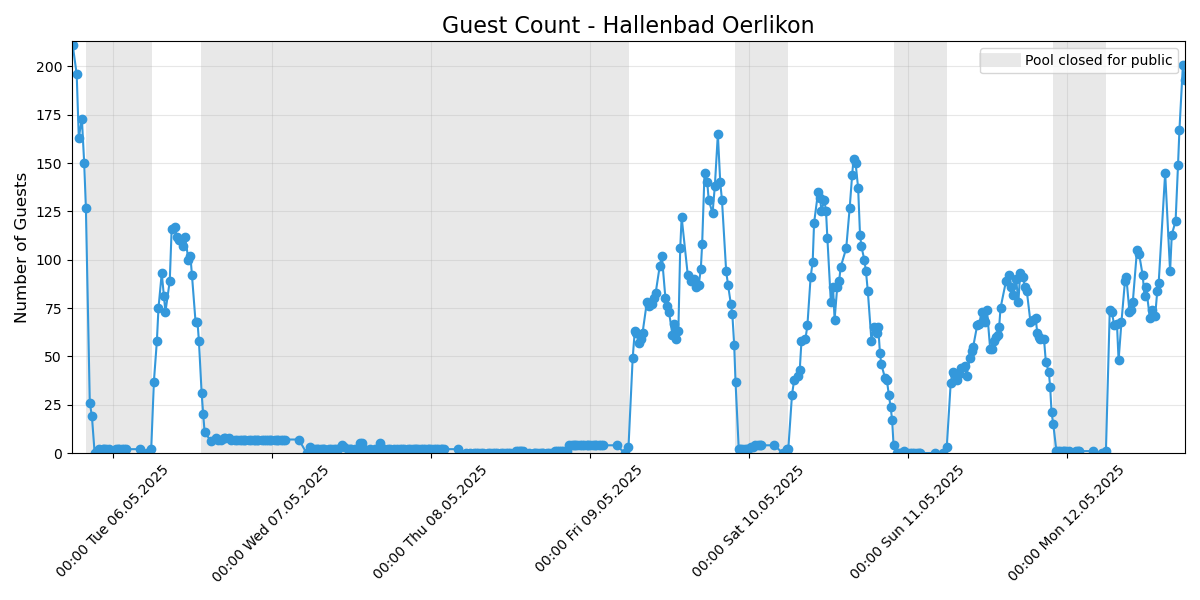 Guest Count - Hallenbad Oerlikon
Pool closed for public
Number of Guests
200
175
150
125
100
75
50
25
0
00:00 Tue 06.05.2025
00:00 Wed 07.05.2025
00:00 Thu 08.05.2025
00:00 Fri 09.05.2025
00:00 Sat 10.05.2025
00:00 Sun 11.05.2025
00:00 Mon 12.05.2025